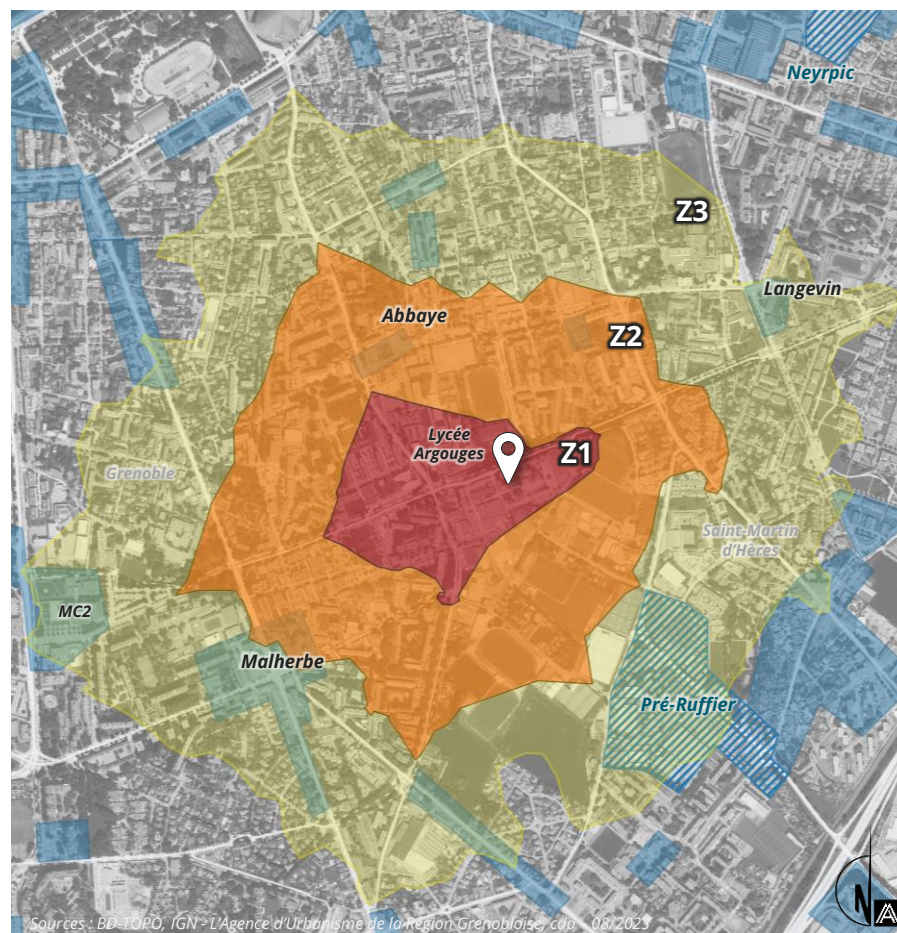 Neyrpic
Z3
Langevin
Abbaye
Z2
Lycée
Argouges
Z1
Grenoble
Saint-Martin
d'Hères
MC2
Malherbe
Pré-Ruffier
N
Sources : BD-TOPO, IGN - L'Agence d'Urbanisme de la Région Grenobloise, cda - 08/2023